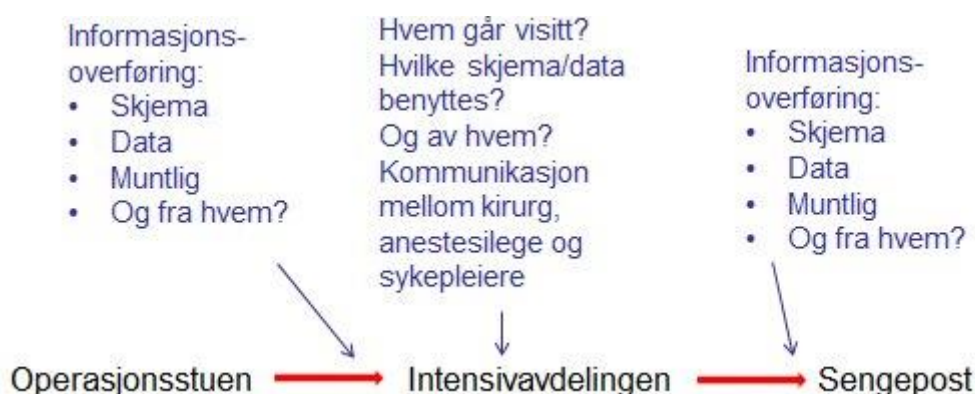 Informasjons-
overføring:
• Skjema
• Data
• Muntlig
• Og fra hvem?
Hvem går visitt?
Hvilke skjema/data
benyttes?
Og av hvem?
Kommunikasjon
mellom kirurg,
anestesilege og
sykepleiere
Informasjons-
overføring:
• Skjema
• Data
• Muntlig
• Og fra hvem?
Operasjonsstuen
Intensivavdelingen
Sengepost